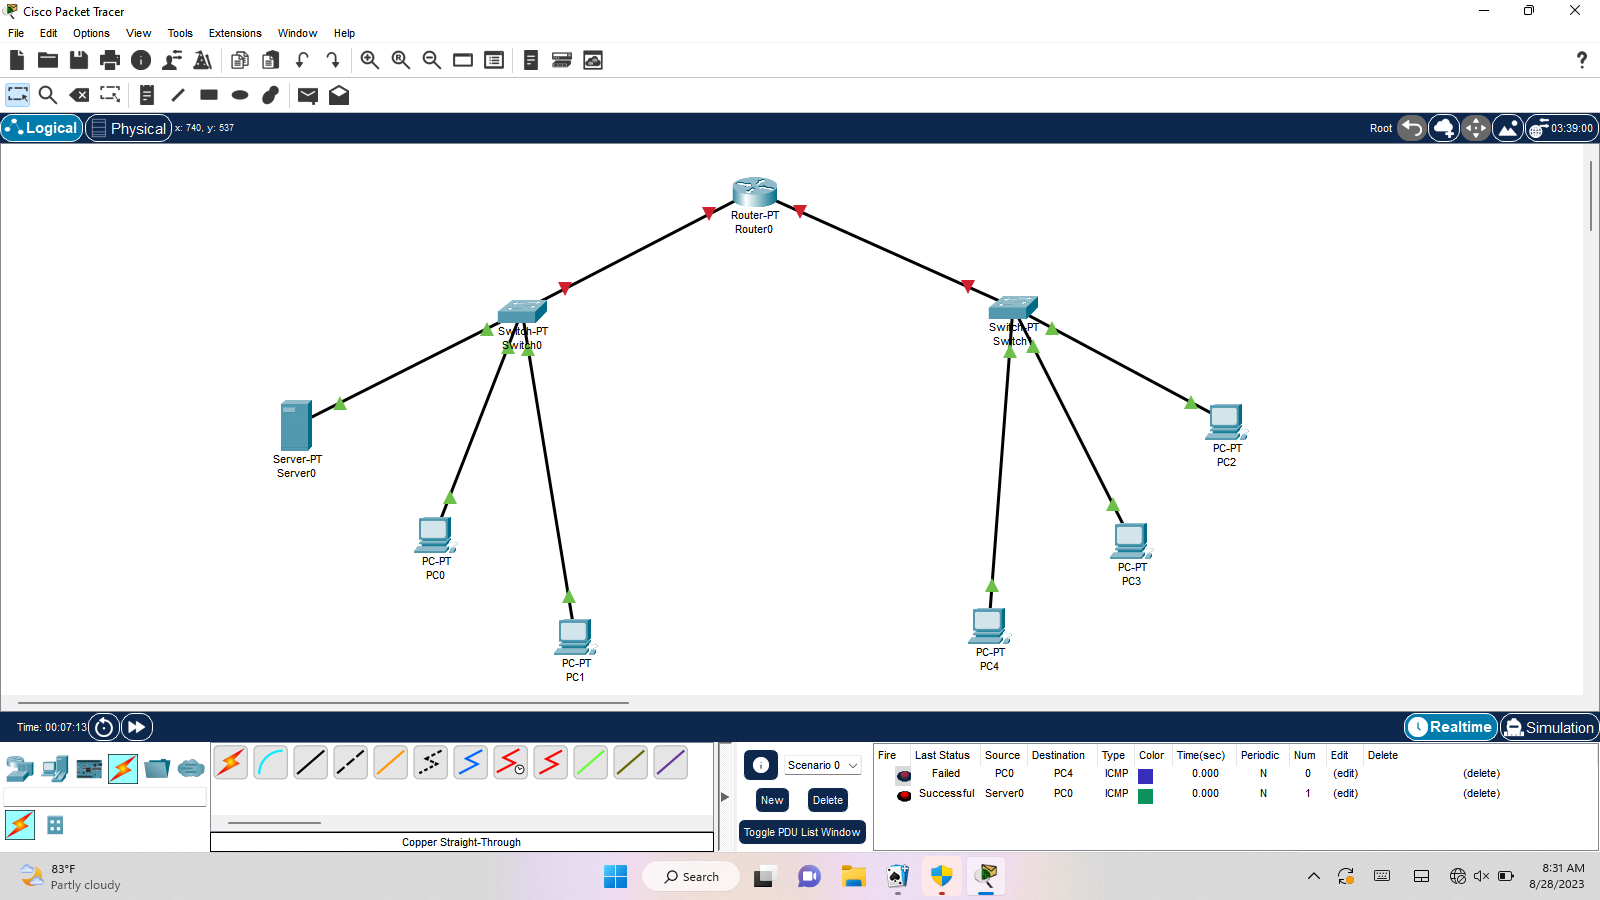 Cisco Packet Tracer
File Edit Options View Tools Extensions Window Help
Logical Physical x: 740, y: 537 Root 03:39:00
Router-PT
Router0
Switch-PT
Switch0
Switch-PT
Switch
Server-PT
Server0
PC-PT
PC0
PC-PT
PC1
PC-PT
PC2
PC-PT
PC3
PC-PT
PC4
Time: 00:07:13 Realtime Simulation
Scenario 0
New Delete
Toggle PDU List Window
Fire Last Status Source Destination Type Color Time(sec) Periodic Num Edit Delete
Failed PC0 PC4 ICMP 0.000 N 0 (edit) (delete)
Successful Server0 PC0 ICMP 0.000 N 1 (edit) (delete)
Copper Straight-Through
83°F
Partly cloudy
Search
8:31 AM
8/28/2023